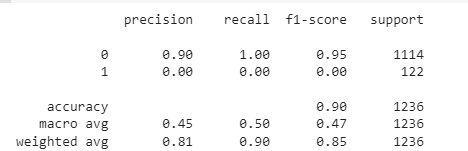 precision recall f1-score support
0 0.90 1.00 0.95 1114
1 0.00 0.00 0.00 122
accuracy 0.90 1236
macro avg 0.45 0.50 0.47 1236
weighted avg 0.81 0.90 0.85 1236